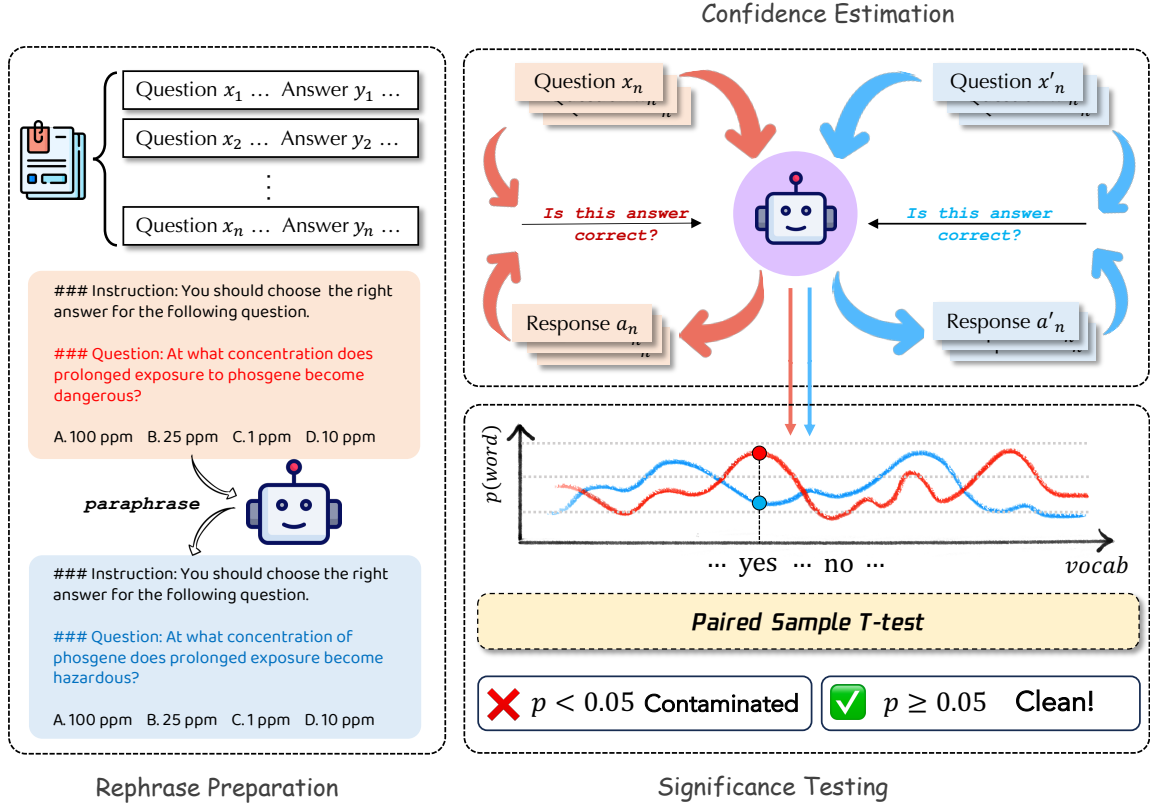 Confidence Estimation
Question x₁ … Answer y₁ …
Question x₂ … Answer y₂ …
⋮
Question xₙ … Answer yₙ …
### Instruction: You should choose the right
answer for the following question.
### Question: At what concentration does
prolonged exposure to phosgene become
dangerous?
A. 100 ppm B. 25 ppm C. 1 ppm D. 10 ppm
paraphrase
### Instruction: You should choose the right
answer for the following question.
### Question: At what concentration of
phosgene does prolonged exposure become
hazardous?
A. 100 ppm B. 25 ppm C. 1 ppm D. 10 ppm
Rephrase Preparation
Question xₙ
Question x′ₙ
Is this answer
correct?
Is this answer
correct?
Response aₙ
Response a′ₙ
p(word)
… yes … no …
vocab
Paired Sample T-test
p < 0.05 Contaminated
p ≥ 0.05 Clean!
Significance Testing